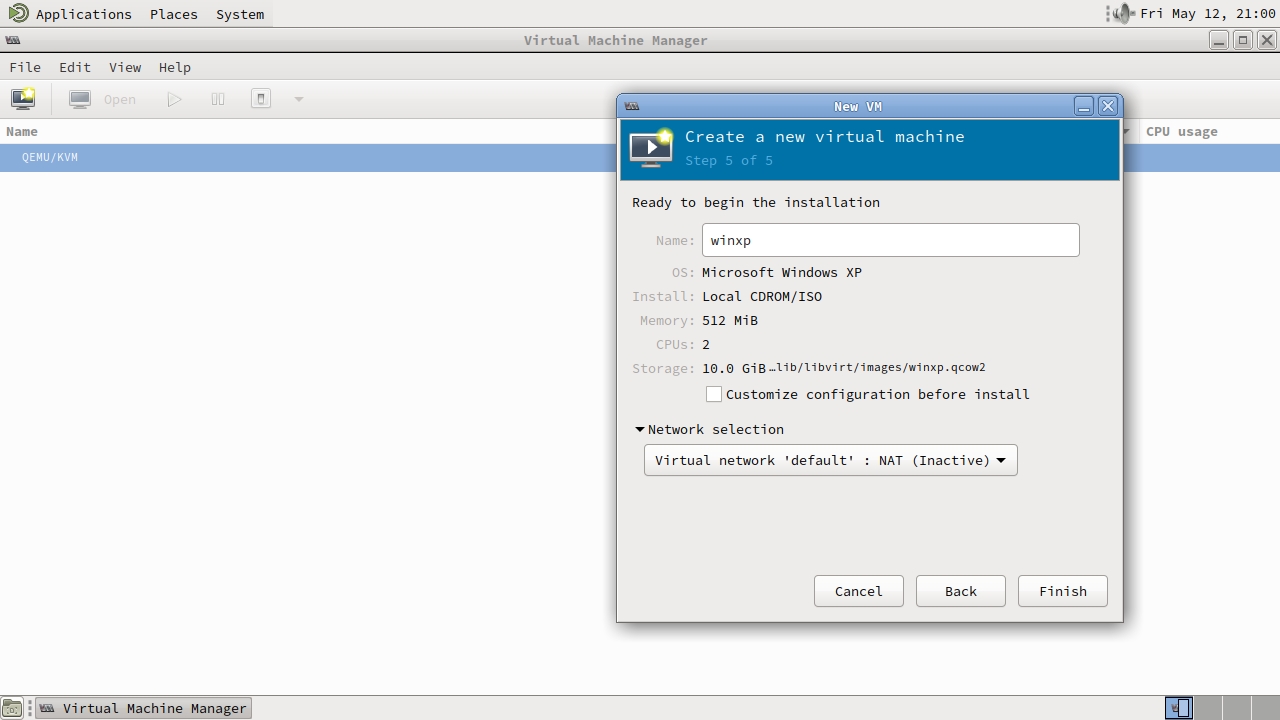 Applications Places System Fri May 12, 21:00
Virtual Machine Manager
File Edit View Help
Open
Name CPU usage
QEMU/KVM
New VM
Create a new virtual machine
Step 5 of 5
Ready to begin the installation
Name: winxp
OS: Microsoft Windows XP
Install: Local CDROM/ISO
Memory: 512 MiB
CPUs: 2
Storage: 10.0 GiB …lib/libvirt/images/winxp.qcow2
Customize configuration before install
Network selection
Virtual network 'default' : NAT (Inactive)
Cancel Back Finish
Virtual Machine Manager